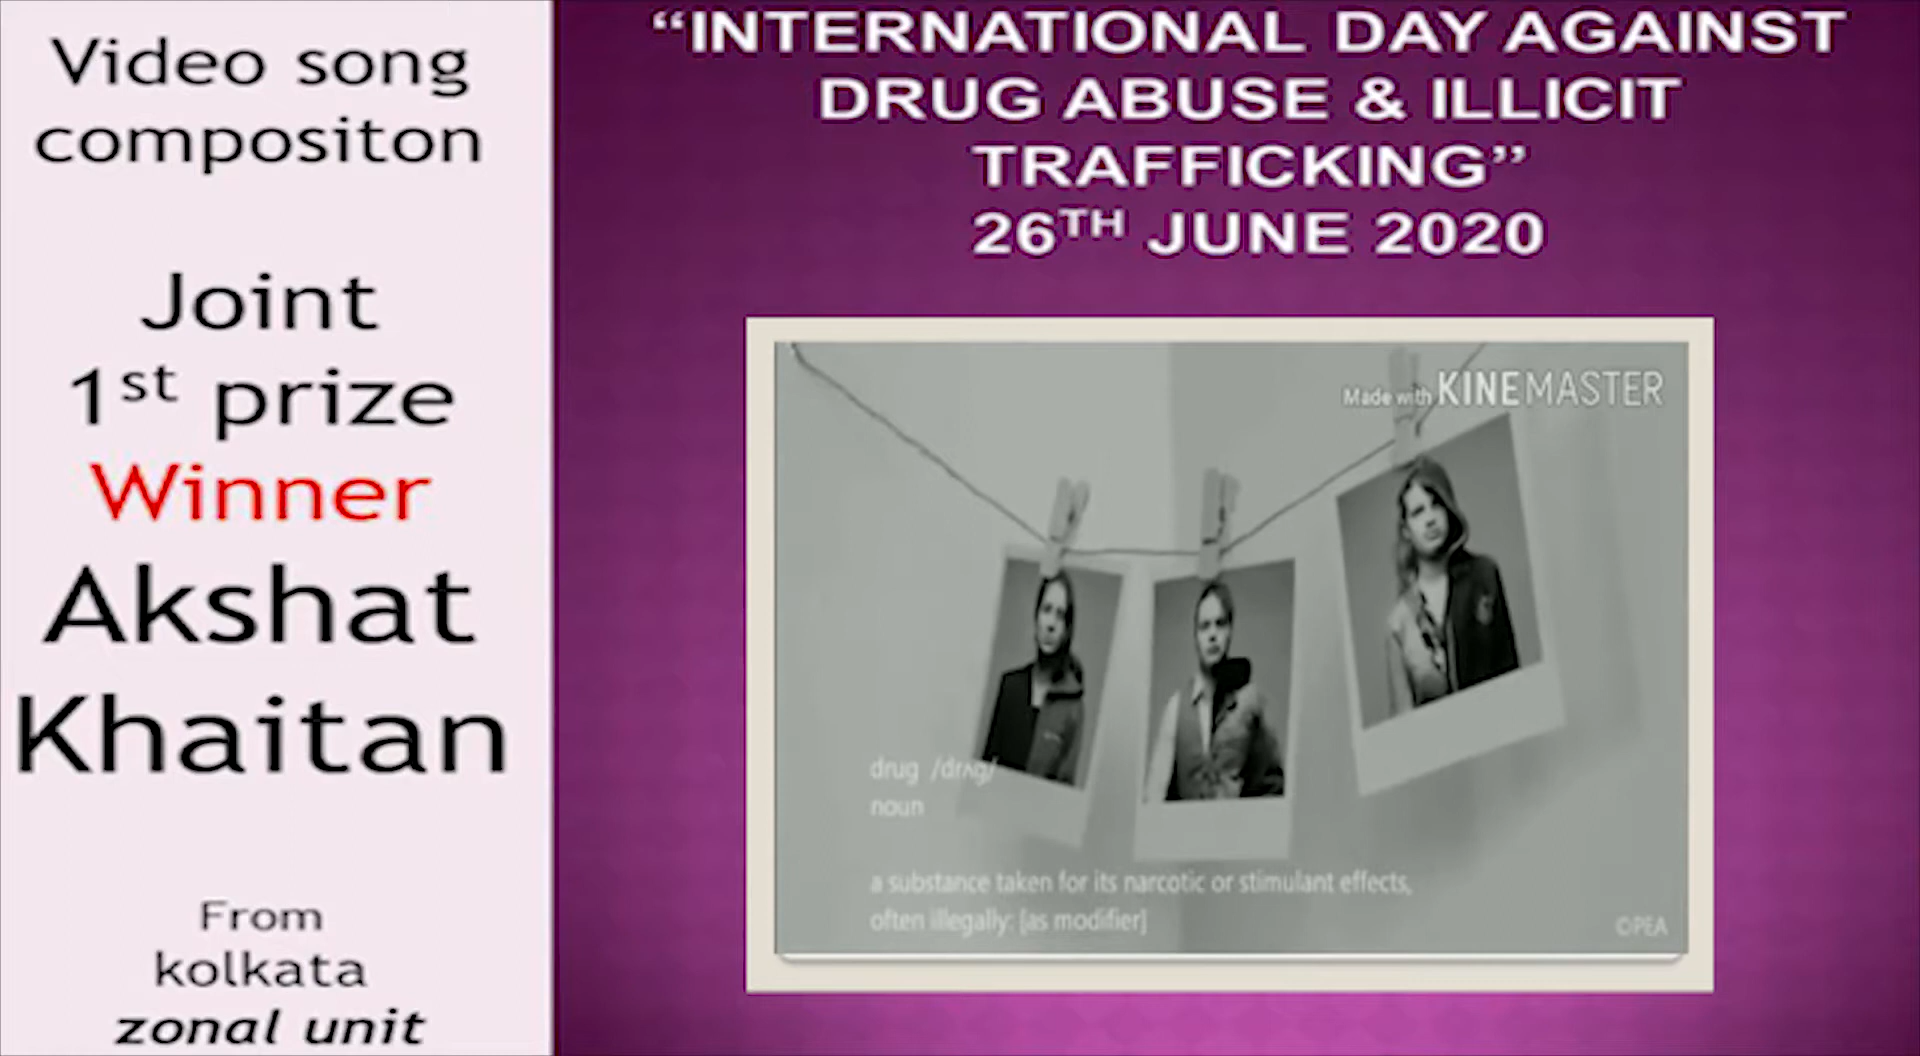 Video song
compositon
Joint
1st prize
Winner
Akshat
Khaitan
From
kolkata
zonal unit
“INTERNATIONAL DAY AGAINST
DRUG ABUSE & ILLICIT
TRAFFICKING”
26TH JUNE 2020
Made with KINEMASTER
drug /drʌg/
noun
a substance taken for its narcotic or stimulant effects,
often illegally: [as modifier]
©PEA